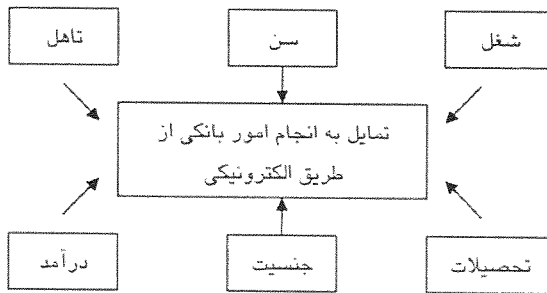 شغل
سن
تاهل
تمایل به انجام امور بانکی از
طریق الکترونیکی
تحصیلات
جنسیت
درآمد